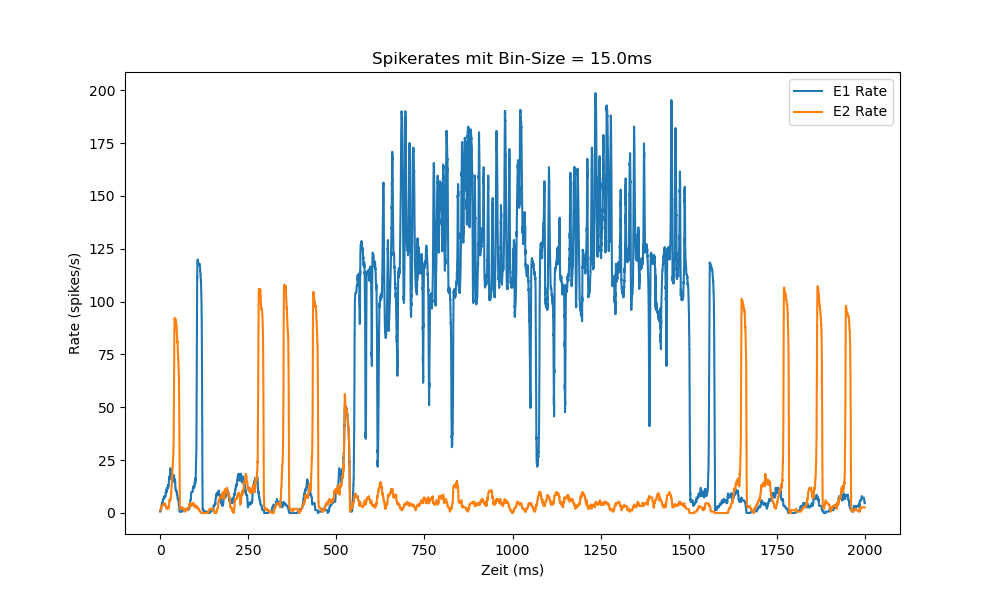 Spikerates mit Bin-Size = 15.0ms
E1 Rate
E2 Rate
200
175
150
125
100
75
50
25
0
Rate (spikes/s)
0 250 500 750 1000 1250 1500 1750 2000
Zeit (ms)